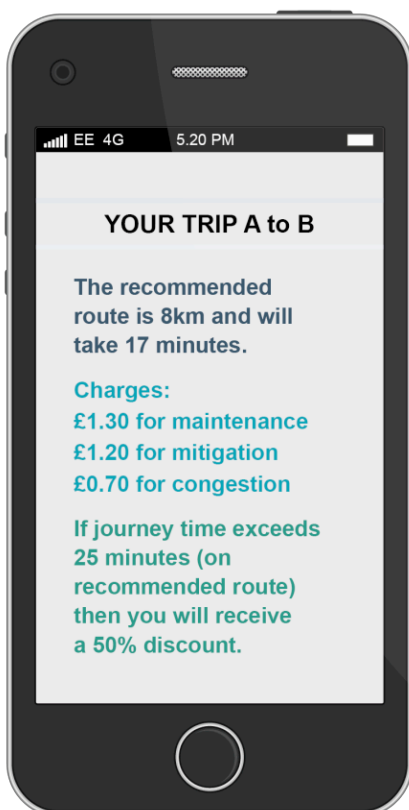 EE 4G 5.20 PM
YOUR TRIP A to B
The recommended
route is 8km and will
take 17 minutes.
Charges:
£1.30 for maintenance
£1.20 for mitigation
£0.70 for congestion
If journey time exceeds
25 minutes (on
recommended route)
then you will receive
a 50% discount.